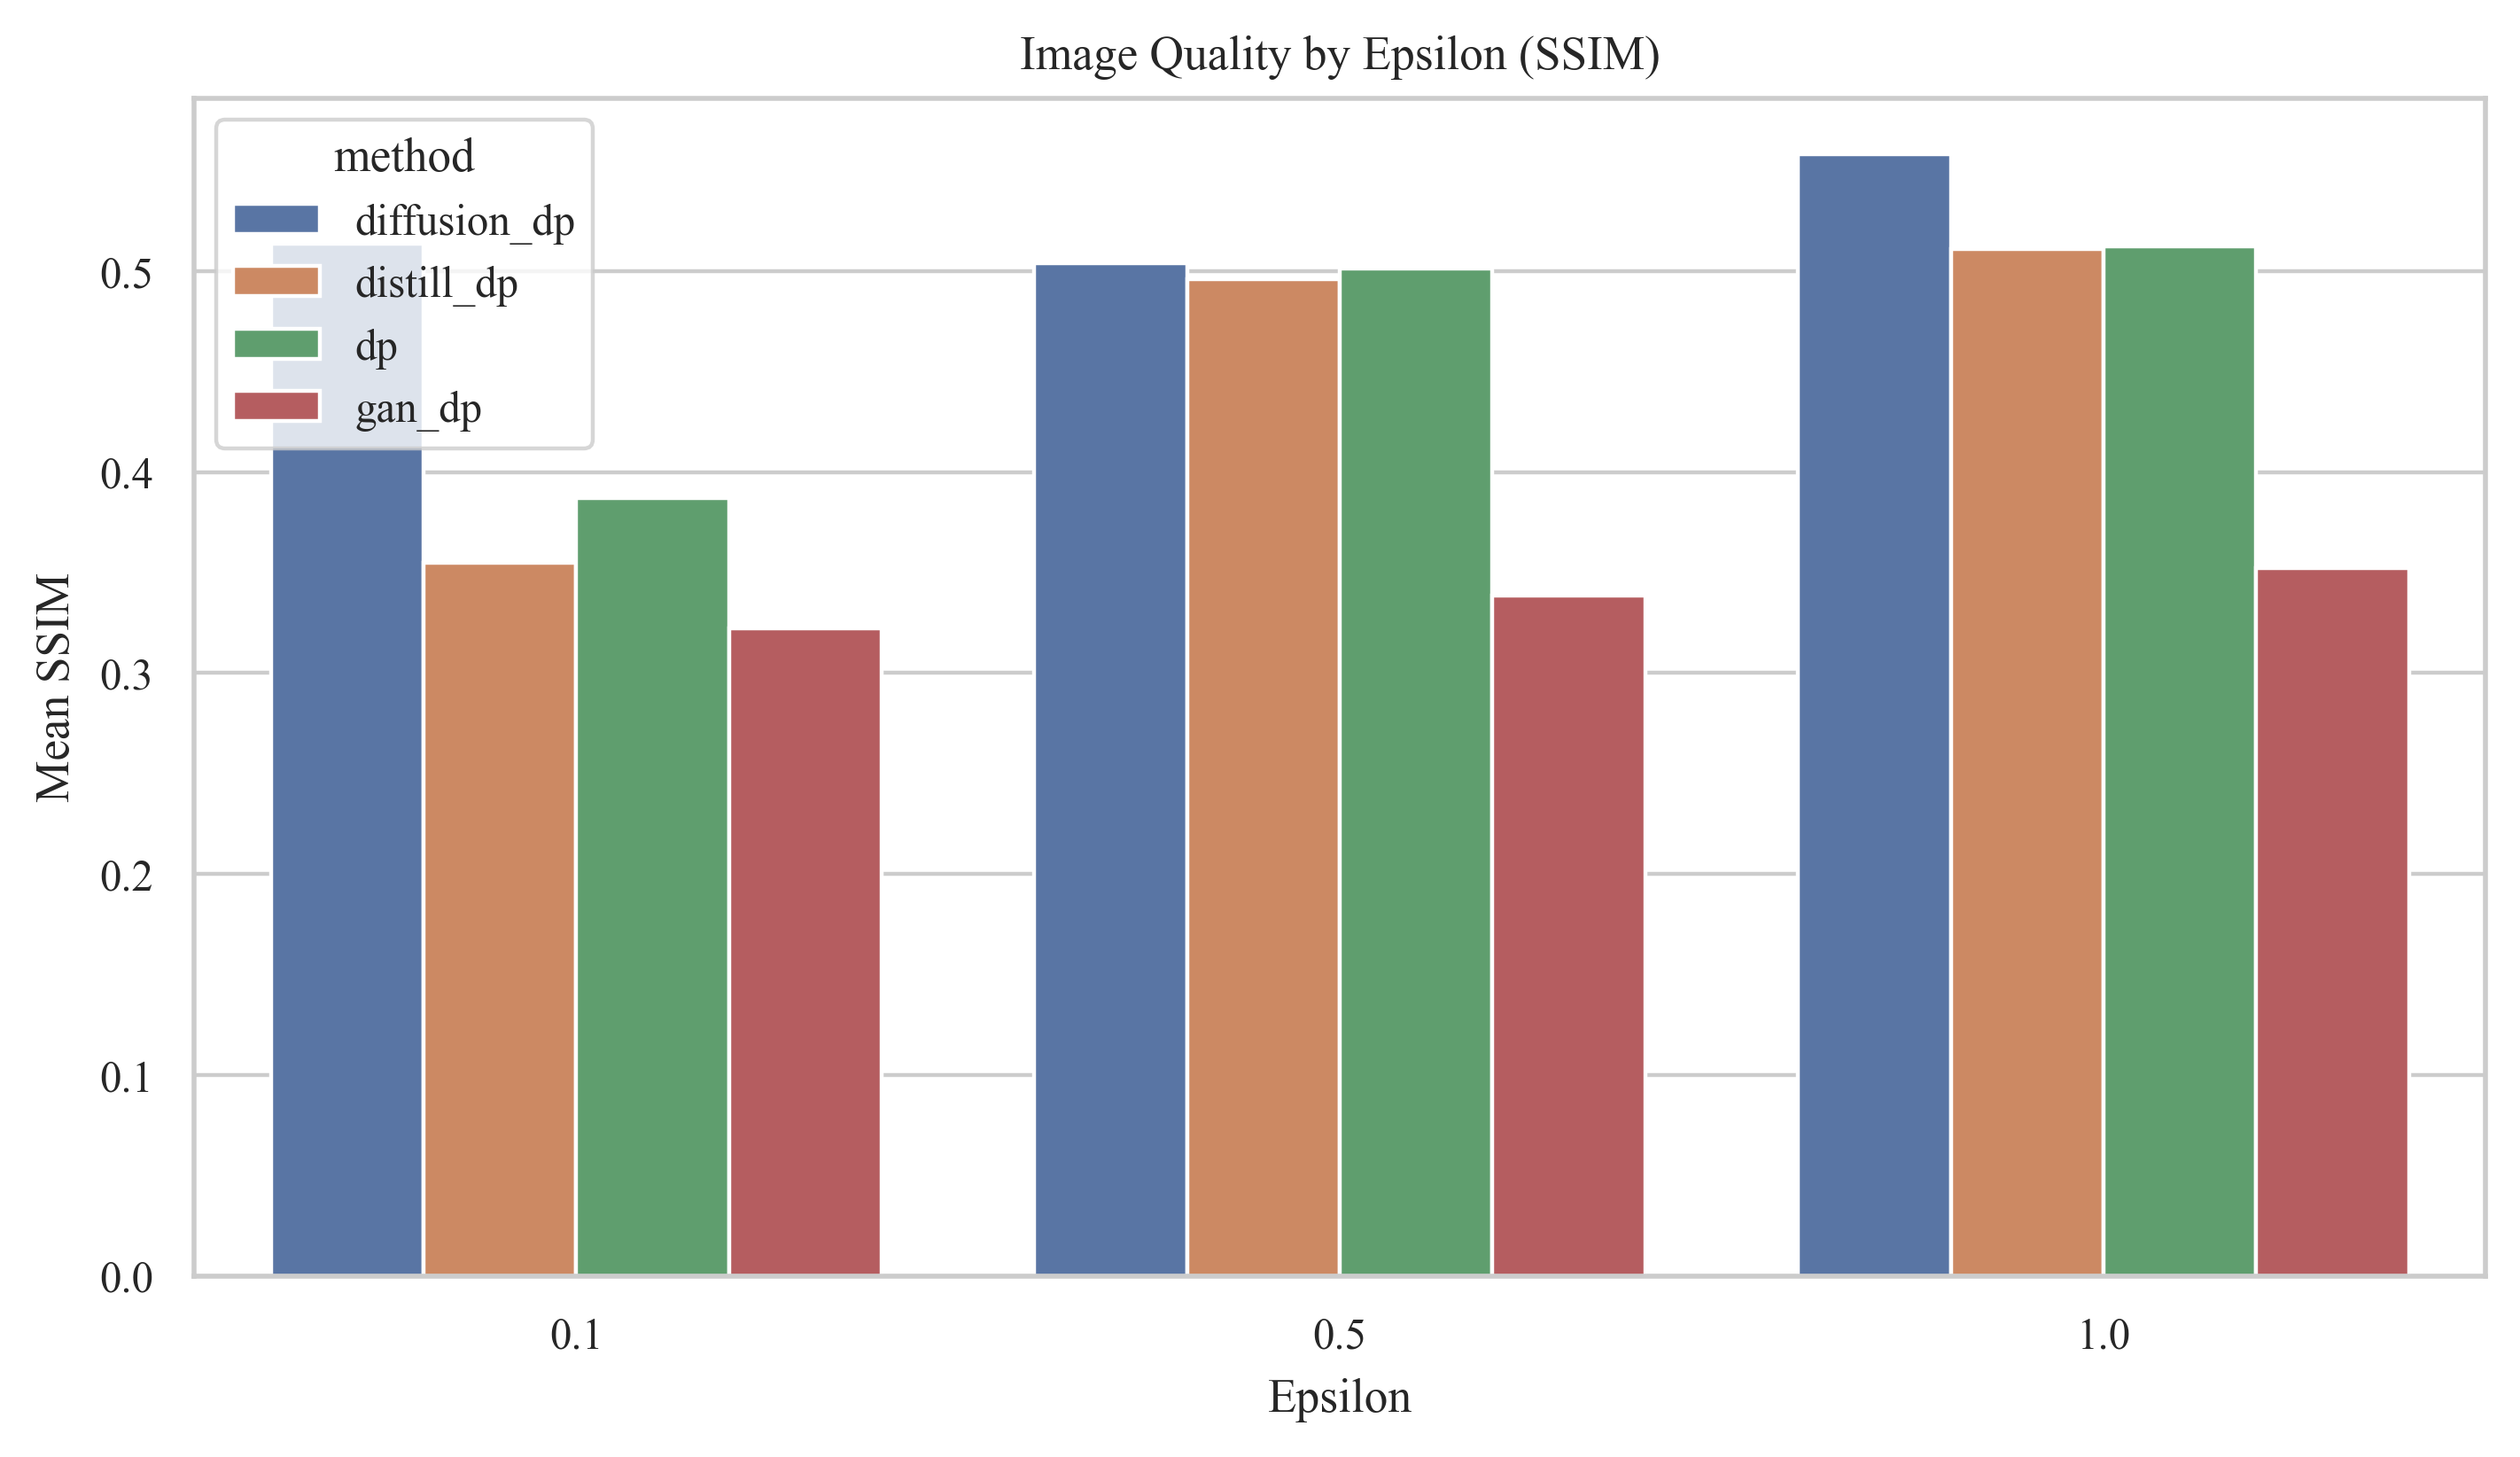 Image Quality by Epsilon (SSIM)
method
diffusion_dp
distill_dp
dp
gan_dp
Mean SSIM
0.5
0.4
0.3
0.2
0.1
0.0
0.1
0.5
1.0
Epsilon